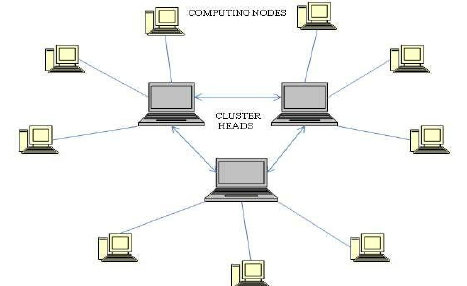 COMPUTING NODES
CLUSTER
HEADS